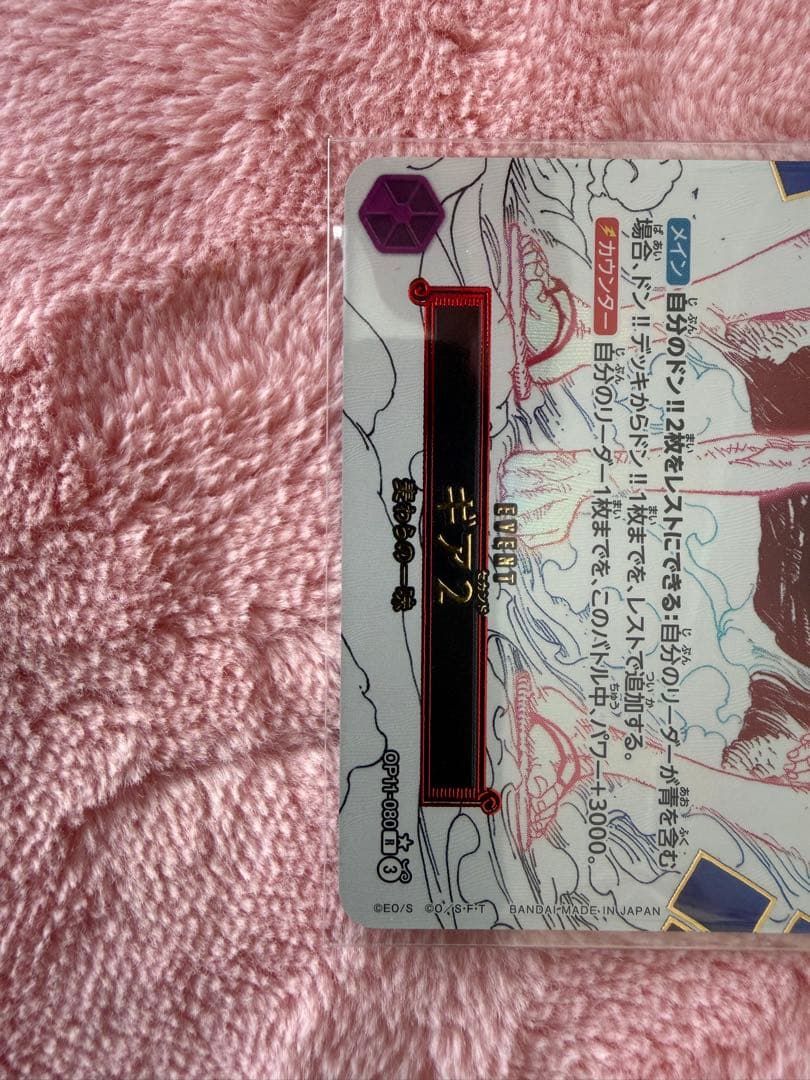 メイン 自分のドン!!2枚をレストにできる:自分のリーダーが青を含む
場合、ドン!!デッキからドン!!1枚までを、レストで追加する。
カウンター 自分のリーダー1枚までを、このバトル中、パワー+3000。
EVENT
ギア2
麦わらの一味
OP11-080 R 3
©EO/S ©O/S・F・T BANDAI・MADE IN JAPAN